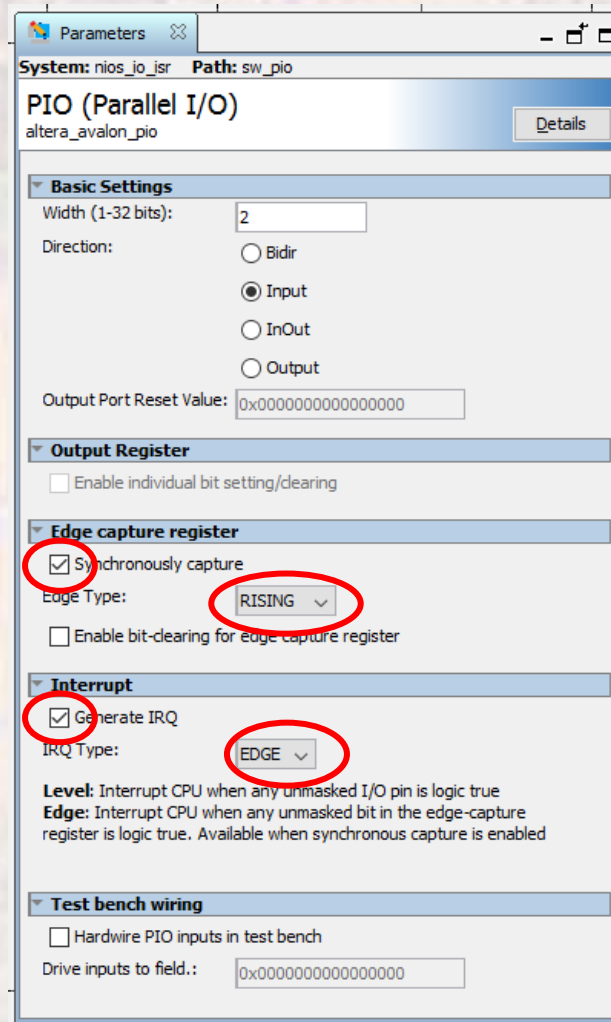 Parameters
System: nios_io_isr Path: sw_pio
PIO (Parallel I/O)
altera_avalon_pio
Details
Basic Settings
Width (1-32 bits): 2
Direction: Bidir
Input
InOut
Output
Output Port Reset Value: 0x0000000000000000
Output Register
Enable individual bit setting/clearing
Edge capture register
Synchronously capture
Edge Type: RISING
Enable bit-clearing for edge capture register
Interrupt
Generate IRQ
IRQ Type: EDGE
Level: Interrupt CPU when any unmasked I/O pin is logic true
Edge: Interrupt CPU when any unmasked bit in the edge-capture
register is logic true. Available when synchronous capture is enabled
Test bench wiring
Hardwire PIO inputs in test bench
Drive inputs to field.: 0x0000000000000000